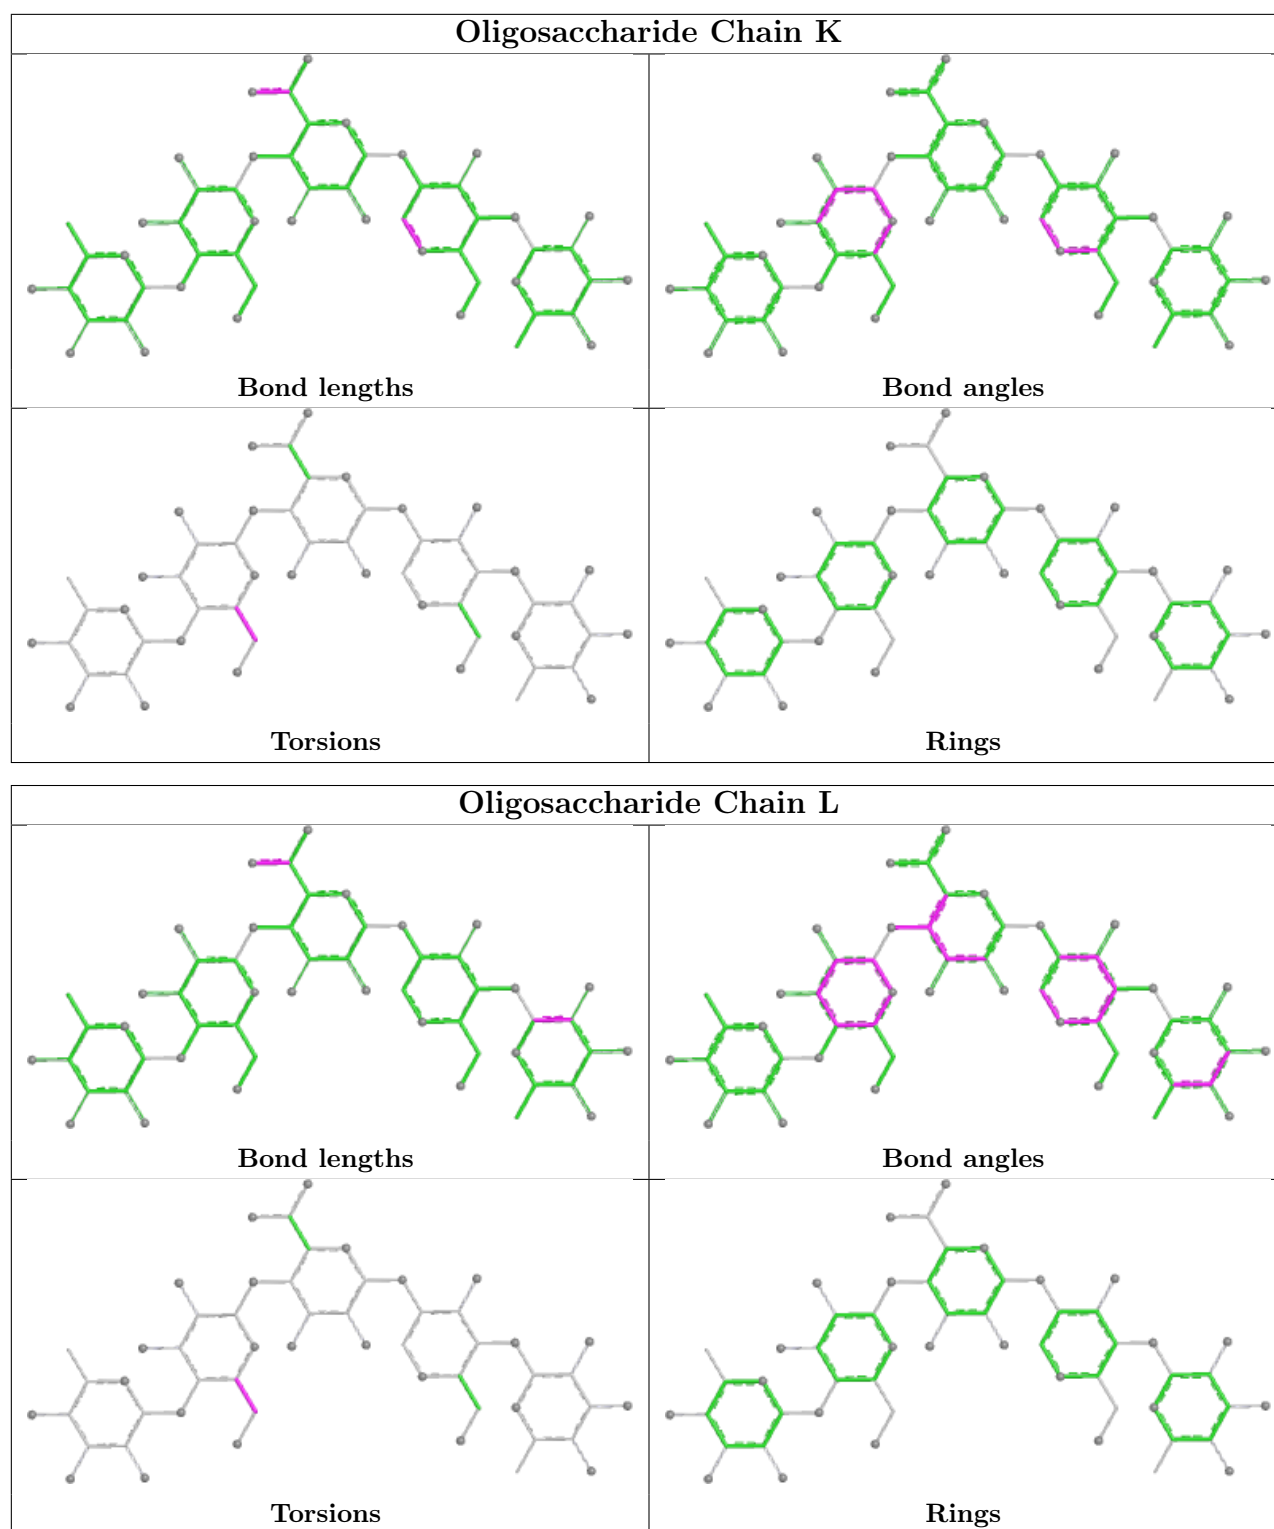 Oligosaccharide Chain K
Bond lengths
Bond angles
Torsions
Rings
Oligosaccharide Chain L
Bond lengths
Bond angles
Torsions
Rings